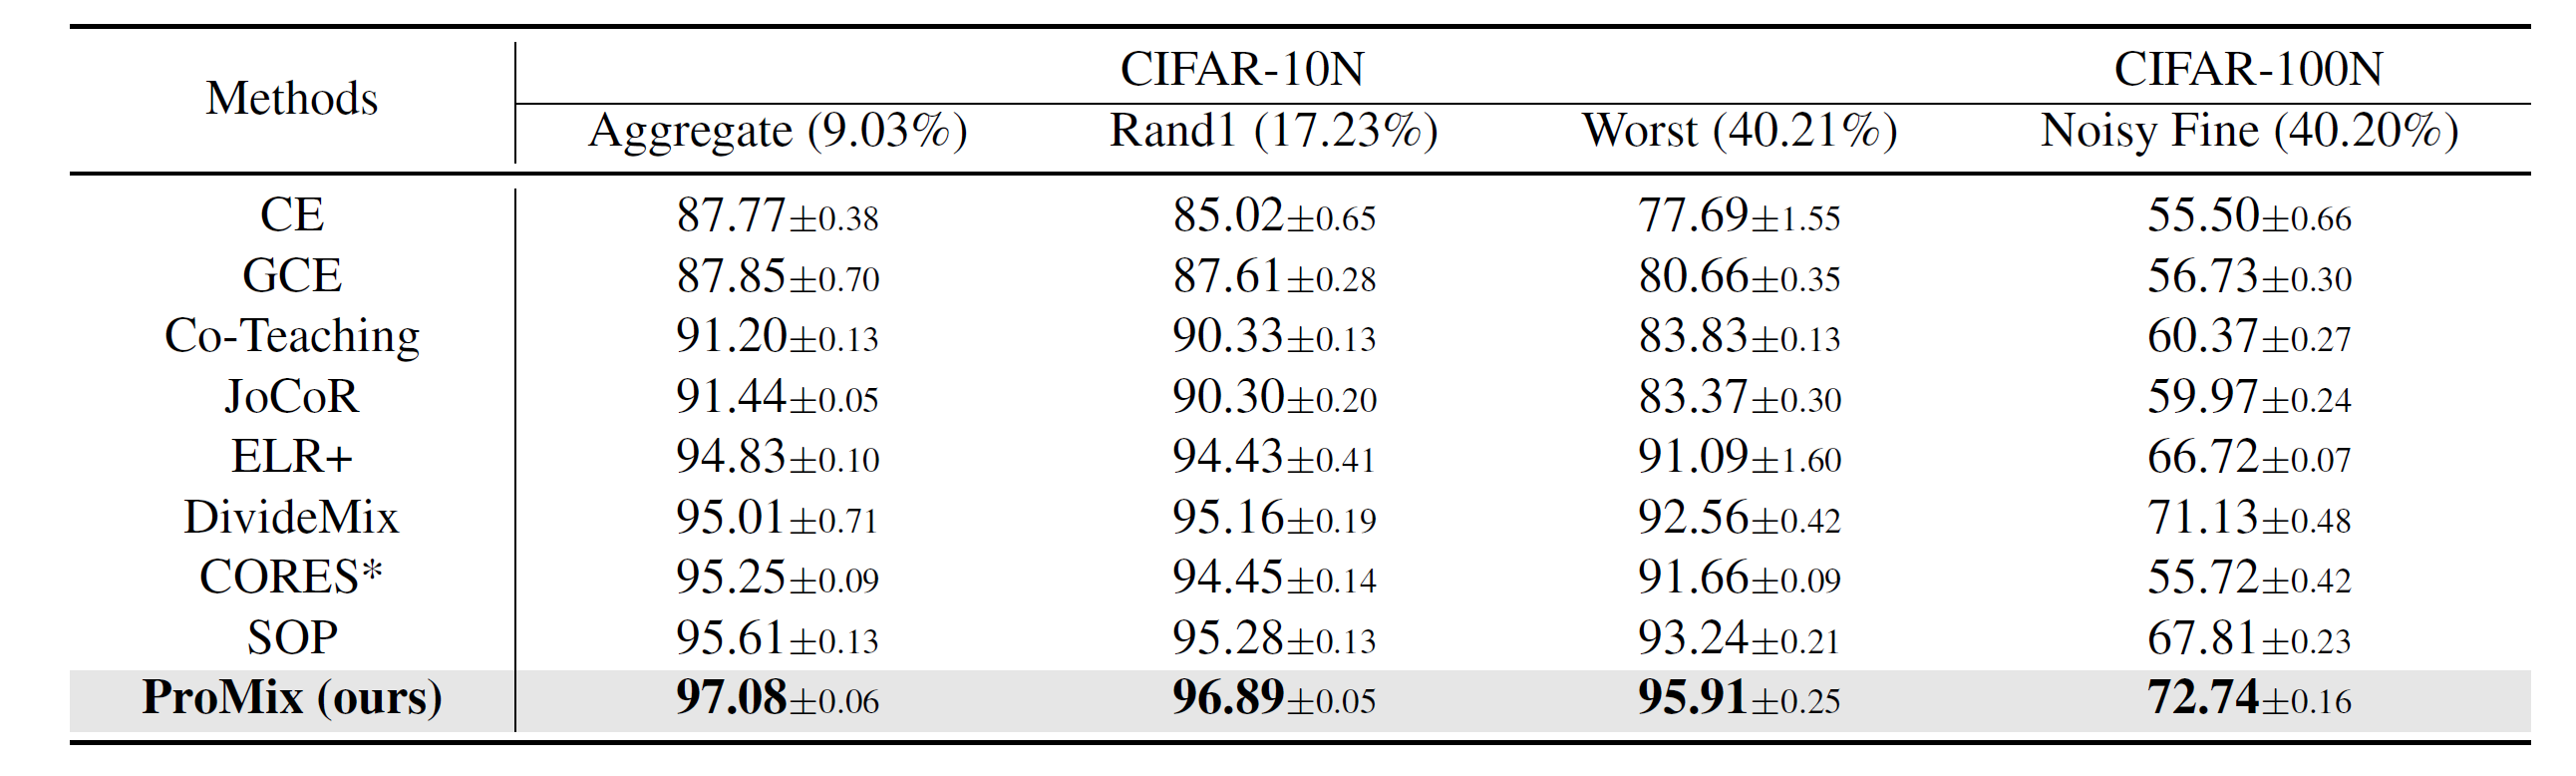 Methods CIFAR-10N CIFAR-100N
Aggregate (9.03%) Rand1 (17.23%) Worst (40.21%) Noisy Fine (40.20%)
CE 87.77±0.38 85.02±0.65 77.69±1.55 55.50±0.66
GCE 87.85±0.70 87.61±0.28 80.66±0.35 56.73±0.30
Co-Teaching 91.20±0.13 90.33±0.13 83.83±0.13 60.37±0.27
JoCoR 91.44±0.05 90.30±0.20 83.37±0.30 59.97±0.24
ELR+ 94.83±0.10 94.43±0.41 91.09±1.60 66.72±0.07
DivideMix 95.01±0.71 95.16±0.19 92.56±0.42 71.13±0.48
CORES* 95.25±0.09 94.45±0.14 91.66±0.09 55.72±0.42
SOP 95.61±0.13 95.28±0.13 93.24±0.21 67.81±0.23
ProMix (ours) 97.08±0.06 96.89±0.05 95.91±0.25 72.74±0.16